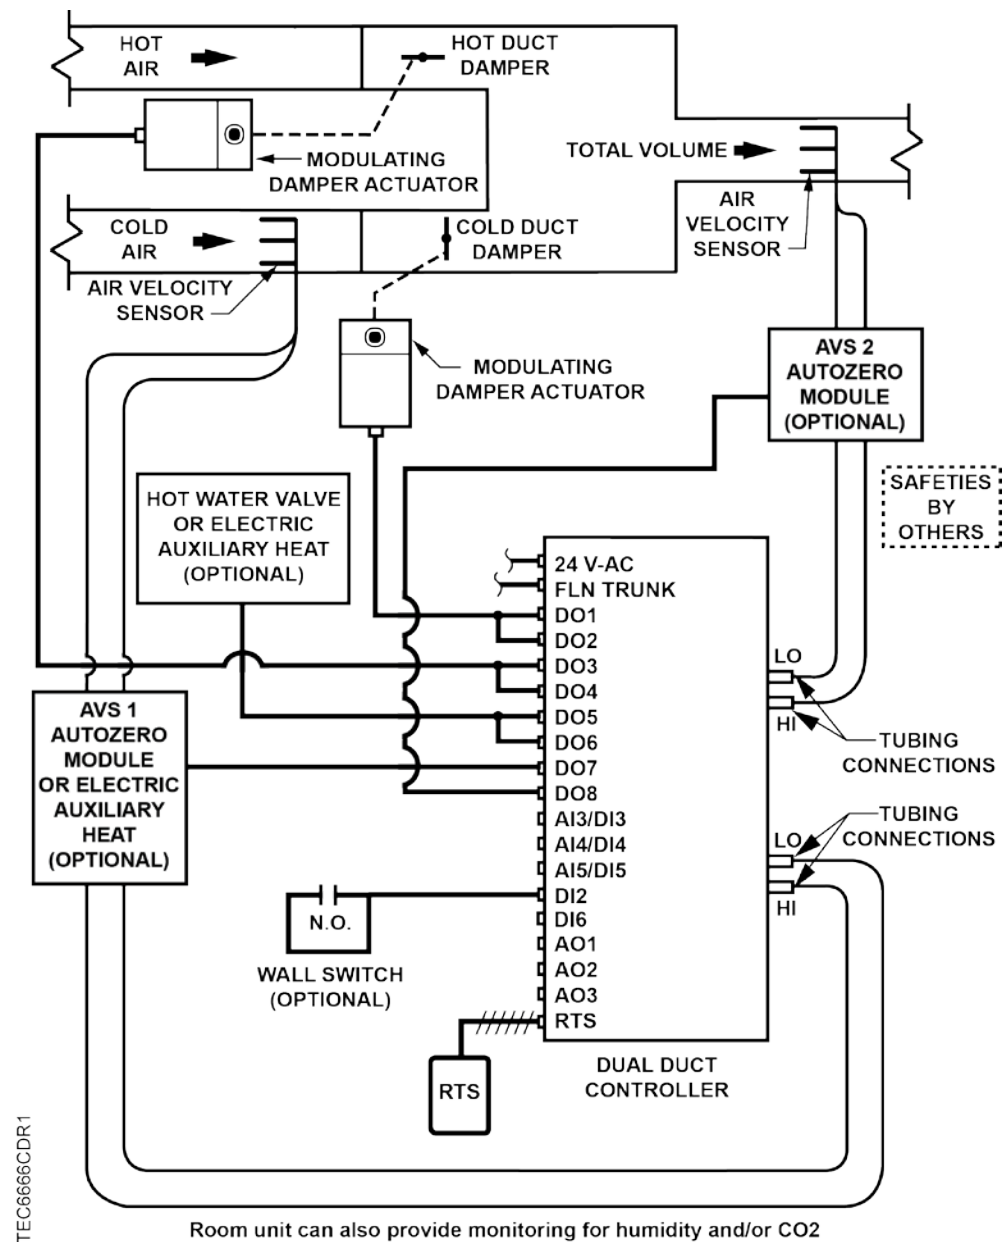 HOT
AIR
HOT DUCT
DAMPER
MODULATING
DAMPER ACTUATOR
TOTAL VOLUME
AIR
VELOCITY
SENSOR
COLD
AIR
COLD DUCT
DAMPER
AIR VELOCITY
SENSOR
MODULATING
DAMPER ACTUATOR
AVS 2
AUTOZERO
MODULE
(OPTIONAL)
SAFETIES
BY
OTHERS
HOT WATER VALVE
OR ELECTRIC
AUXILIARY HEAT
(OPTIONAL)
24 V-AC
FLN TRUNK
DO1
DO2
DO3
DO4
DO5
DO6
DO7
DO8
AI3/DI3
AI4/DI4
AI5/DI5
DI2
DI6
AO1
AO2
AO3
RTS
LO
HI
TUBING
CONNECTIONS
LO
HI
TUBING
CONNECTIONS
AVS 1
AUTOZERO
MODULE
OR ELECTRIC
AUXILIARY
HEAT
(OPTIONAL)
N.O.
WALL SWITCH
(OPTIONAL)
RTS
DUAL DUCT
CONTROLLER
TEC6666CDR1
Room unit can also provide monitoring for humidity and/or CO2